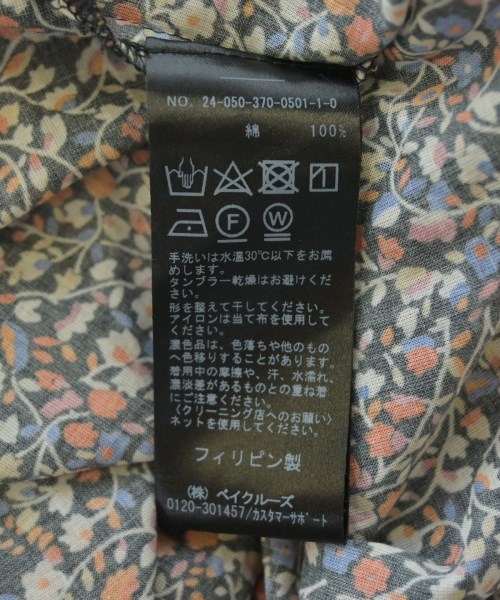 NO. 24-050-370-0501-1-0
綿 100%
F W
手洗いは水温30℃以下をお薦
めします。
タンブラー乾燥はお避けくださ
い。
形を整えて干してください。
アイロンは当て布を使用して
ください。
濃色品は、色落ちや他のもの
へ色移りすることがあります。
着用中の摩擦や、汗、水濡れ、
濃淡差があるものとの重ね着
にご注意ください。
〈クリーニング店へのお願い〉
ネットを使用してください。
フィリピン製
(株) ベイクルーズ
0120-301457/カスタマーサポート